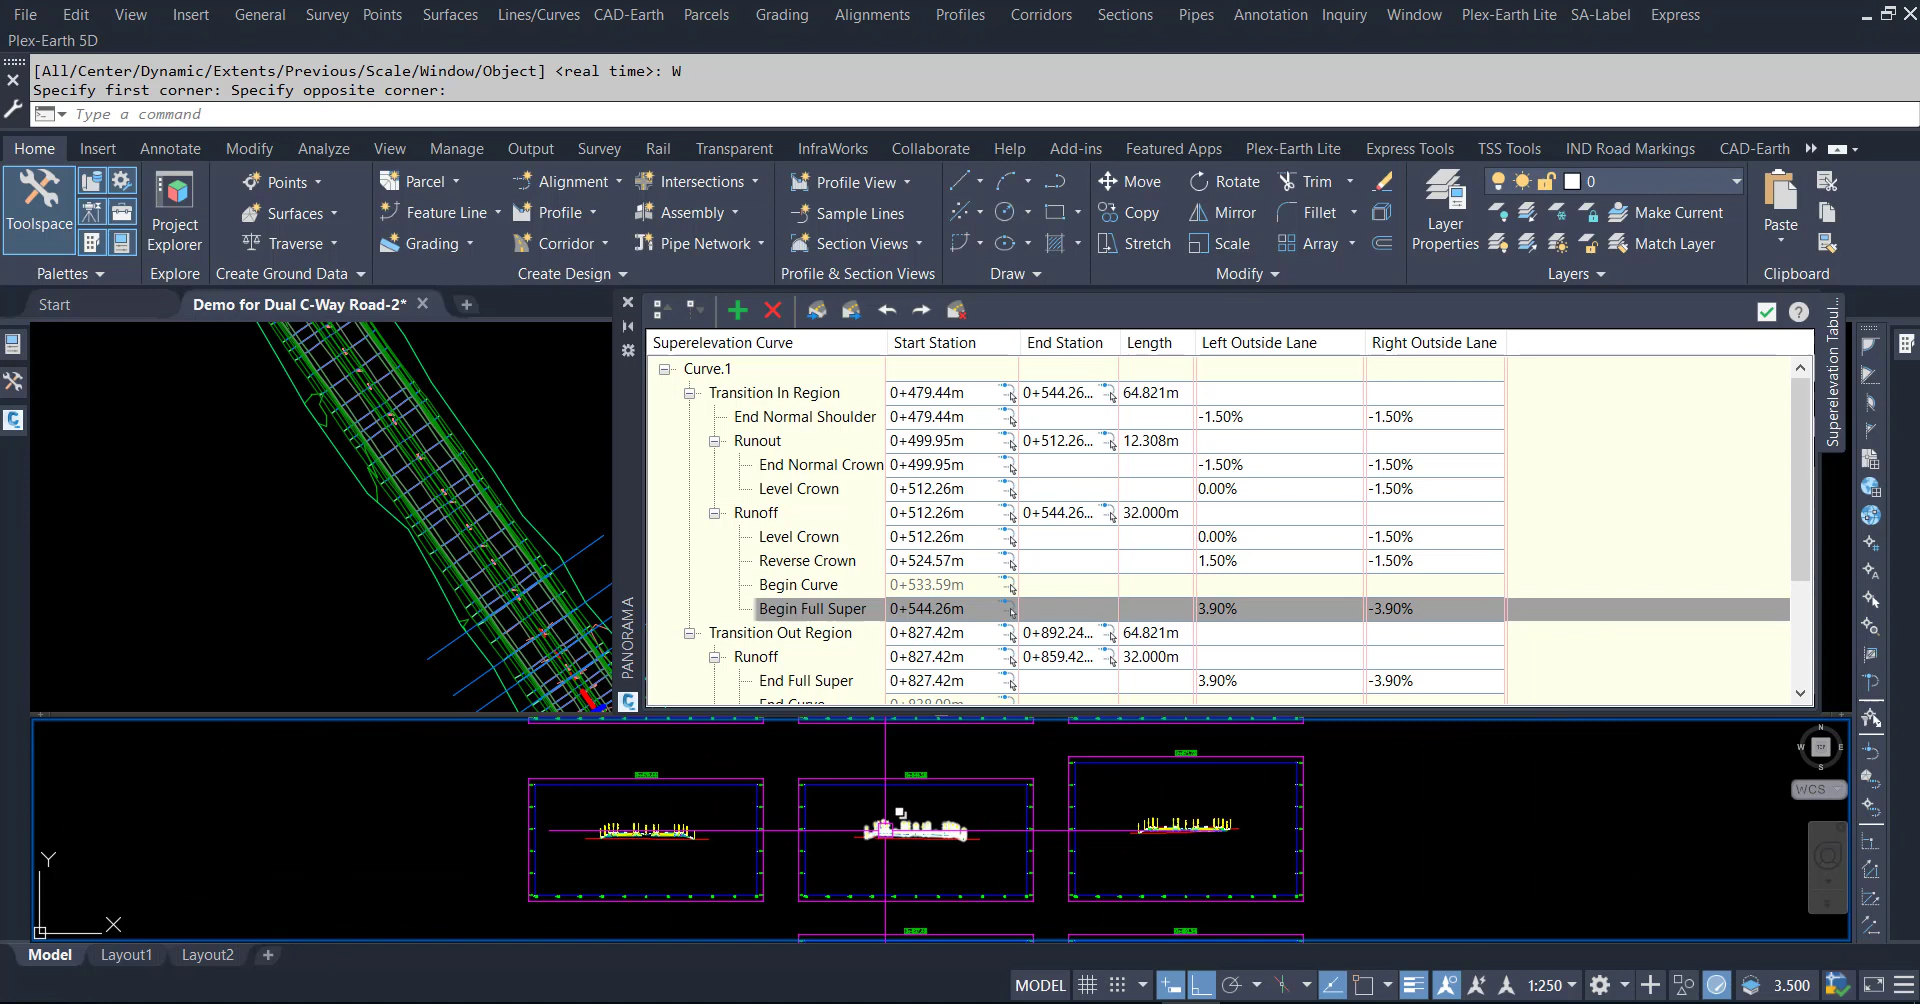 File Edit View Insert General Survey Points Surfaces Lines/Curves CAD-Earth Parcels Grading Alignments Profiles Corridors Sections Pipes Annotation Inquiry Window Plex-Earth Lite SA-Label Express
Plex-Earth 5D
[All/Center/Dynamic/Extents/Previous/Scale/Window/Object] <real time>: W
Specify first corner: Specify opposite corner:
Type a command
Home Insert Annotate Modify Analyze View Manage Output Survey Rail Transparent InfraWorks Collaborate Help Add-ins Featured Apps Plex-Earth Lite Express Tools TSS Tools IND Road Markings CAD-Earth
Toolspace
Palettes
Project Explorer
Explore
Points
Surfaces
Traverse
Create Ground Data
Parcel
Feature Line
Grading
Alignment
Profile
Corridor
Intersections
Assembly
Pipe Network
Create Design
Profile View
Sample Lines
Section Views
Profile & Section Views
Draw
Move Rotate Trim
Copy Mirror Fillet
Stretch Scale Array
Modify
Layer Properties
0
Make Current
Match Layer
Layers
Paste
Clipboard
Start
Demo for Dual C-Way Road-2*
Superelevation Curve Start Station End Station Length Left Outside Lane Right Outside Lane
Curve.1
Transition In Region 0+479.44m 0+544.26... 64.821m
End Normal Shoulder 0+479.44m -1.50% -1.50%
Runout 0+499.95m 0+512.26... 12.308m
End Normal Crown 0+499.95m -1.50% -1.50%
Level Crown 0+512.26m 0.00% -1.50%
Runoff 0+512.26m 0+544.26... 32.000m
Level Crown 0+512.26m 0.00% -1.50%
Reverse Crown 0+524.57m 1.50% -1.50%
Begin Curve 0+533.59m
Begin Full Super 0+544.26m 3.90% -3.90%
Transition Out Region 0+827.42m 0+892.24... 64.821m
Runoff 0+827.42m 0+859.42... 32.000m
End Full Super 0+827.42m 3.90% -3.90%
PANORAMA
Superelevation Tabul...
N
W TOP E
S
WCS
Y
X
Model Layout1 Layout2
MODEL 1:250 3.500